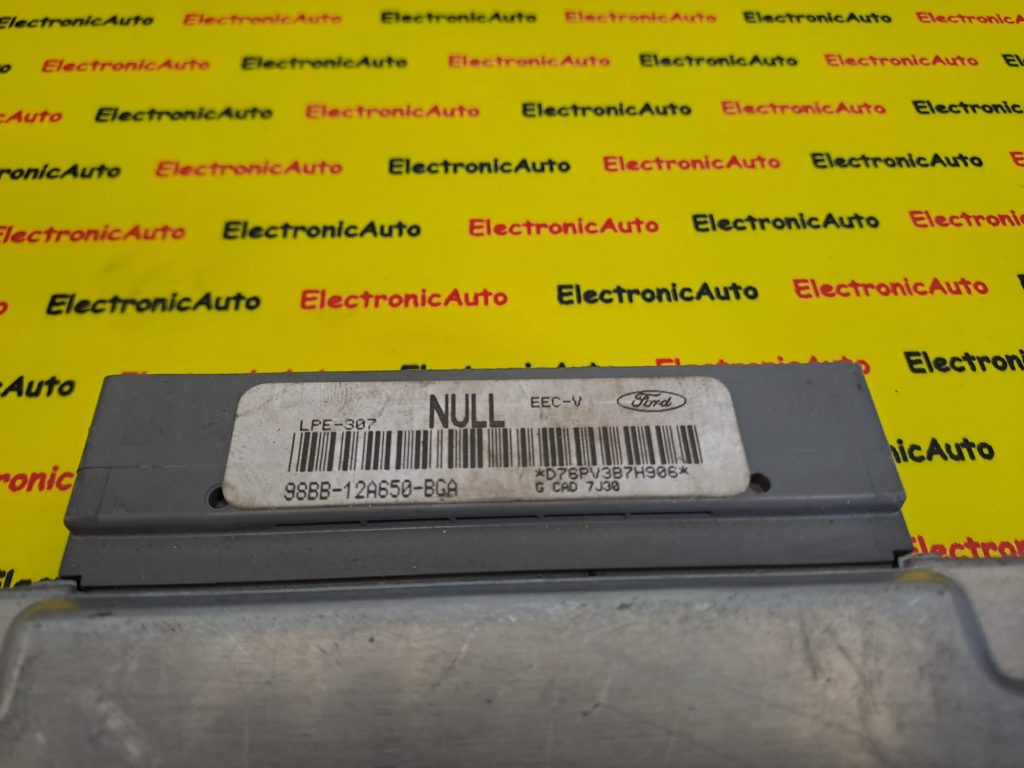 ElectronicAuto ElectronicAuto ElectronicAuto ElectronicAuto
ElectronicAuto ElectronicAuto ElectronicAuto ElectronicAuto ElectronicAuto
ElectronicAuto ElectronicAuto ElectronicAuto ElectronicAuto ElectronicAuto
ElectronicAuto ElectronicAuto ElectronicAuto ElectronicAuto ElectronicAuto
ElectronicAuto ElectronicAuto ElectronicAuto ElectronicAuto ElectronicAuto
ElectronicAuto ElectronicAuto ElectronicAuto ElectronicAuto
LPE-307 NULL EEC-V Ford
*D76PV3B7H906*
98BB-12A650-BGA G CAD 7J30